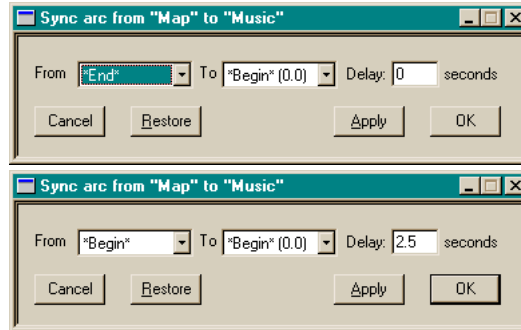 Sync arc from "Map" to "Music"
From *End* To *Begin* (0.0) Delay: 0 seconds
Cancel Restore Apply OK
Sync arc from "Map" to "Music"
From *Begin* To *Begin* (0.0) Delay: 2.5 seconds
Cancel Restore Apply OK